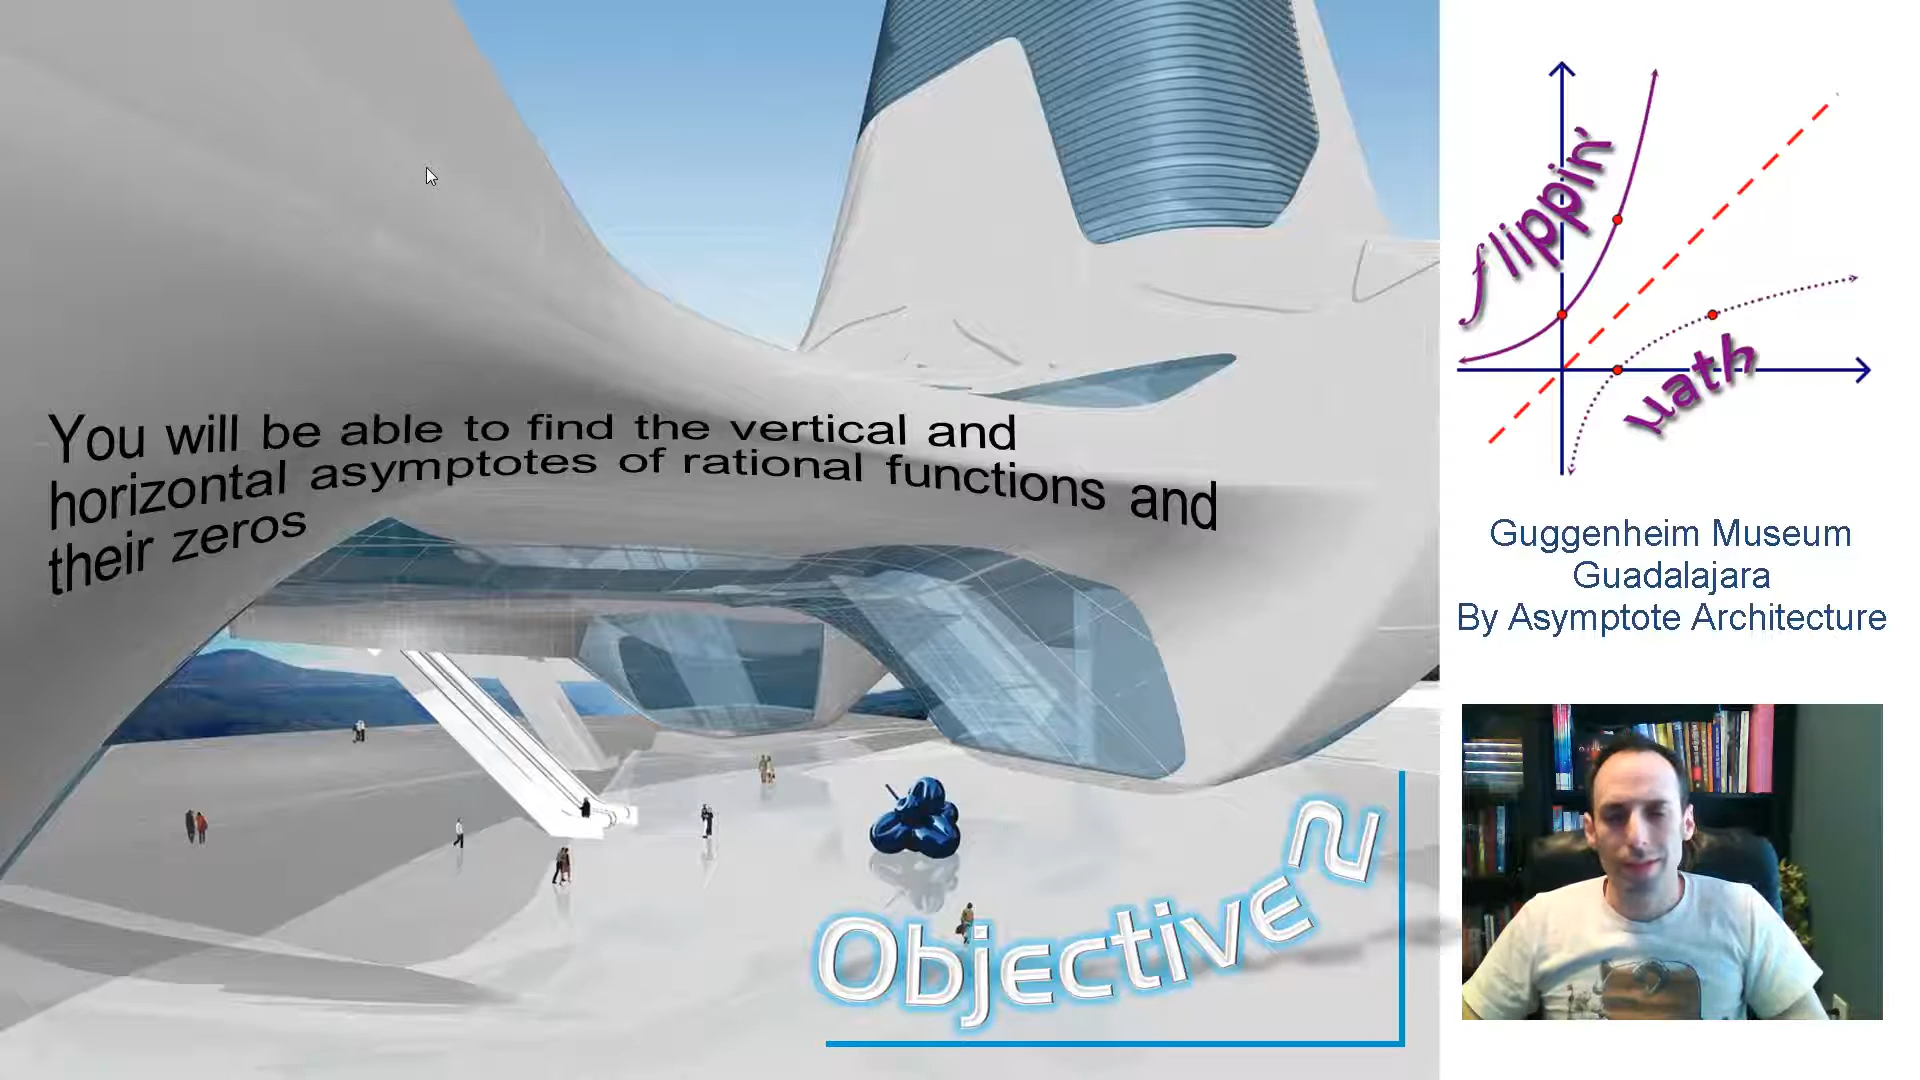 You will be able to find the vertical and
horizontal asymptotes of rational functions and
their zeros
Objective 2
flippin'
math
Guggenheim Museum
Guadalajara
By Asymptote Architecture